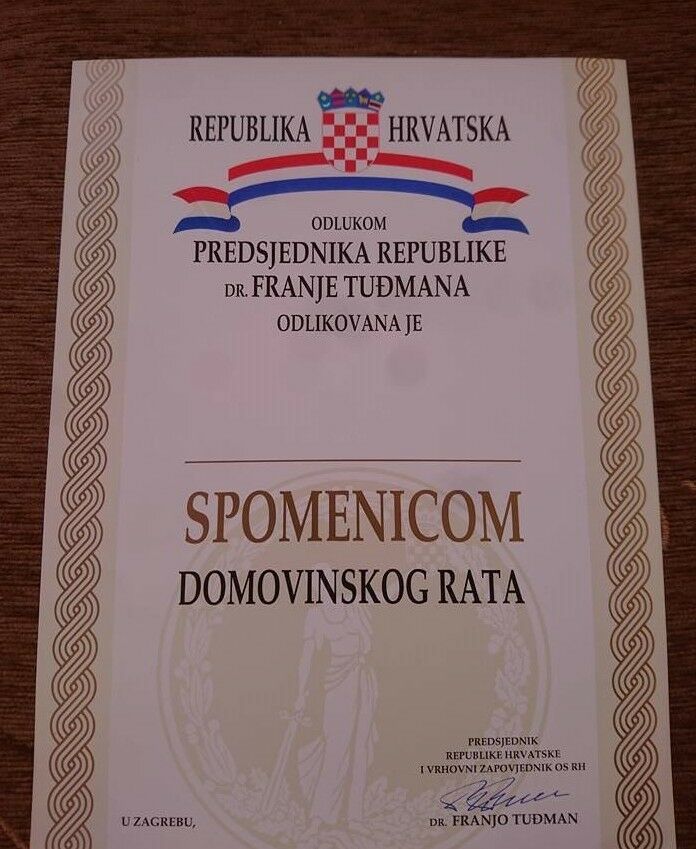 REPUBLIKA HRVATSKA
ODLUKOM
PREDSJEDNIKA REPUBLIKE
DR. FRANJE TUĐMANA
ODLIKOVANA JE
SPOMENICOM
DOMOVINSKOG RATA
PREDSJEDNIK
REPUBLIKE HRVATSKE
I VRHOVNI ZAPOVJEDNIK OS RH
DR. FRANJO TUĐMAN
U ZAGREBU,